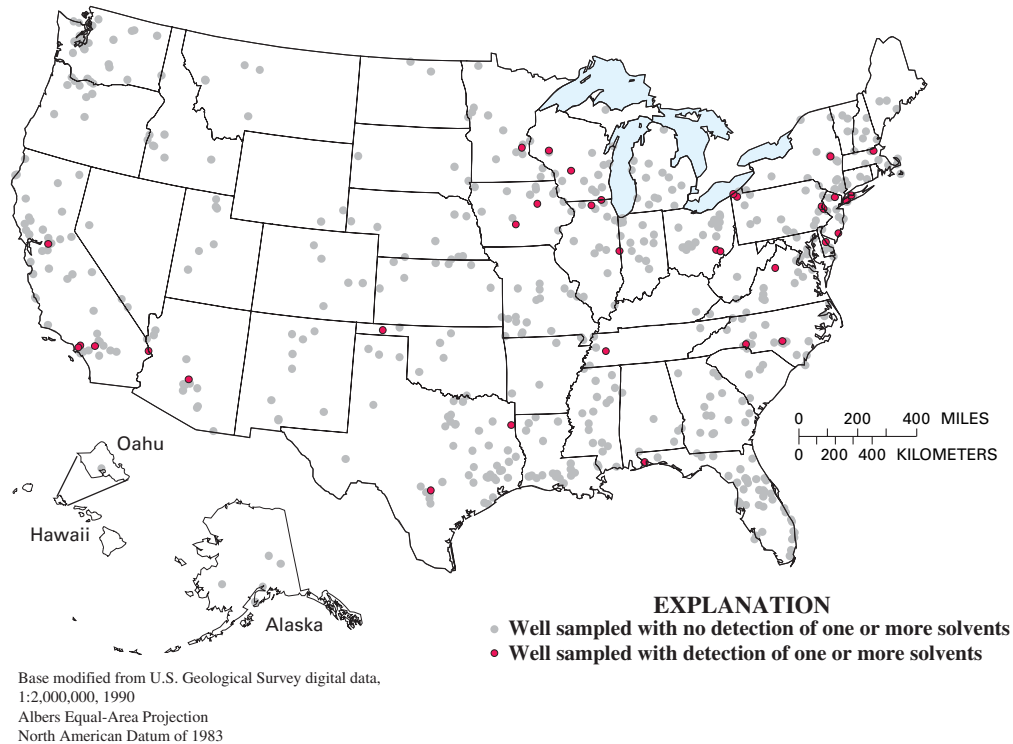 Oahu
Hawaii
Alaska
0 200 400 MILES
0 200 400 KILOMETERS
EXPLANATION
Well sampled with no detection of one or more solvents
Well sampled with detection of one or more solvents
Base modified from U.S. Geological Survey digital data,
1:2,000,000, 1990
Albers Equal-Area Projection
North American Datum of 1983